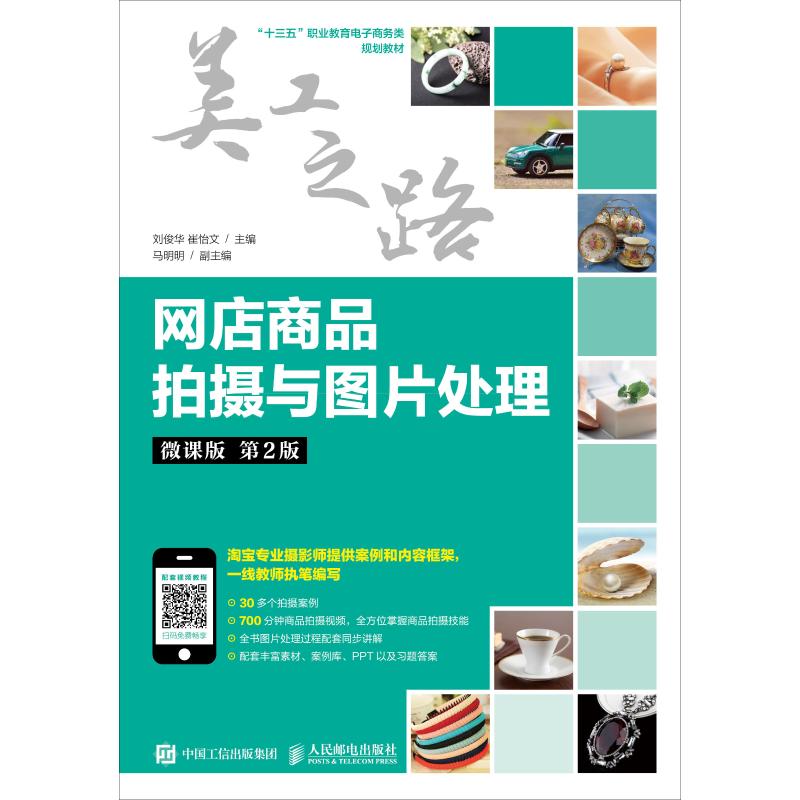 “十三五”职业教育电子商务类
规划教材
美工之路
刘俊华 崔怡文 / 主编
马明明 / 副主编
网店商品
拍摄与图片处理
微课版 第2版
淘宝专业摄影师提供案例和内容框架，
一线教师执笔编写
配套视频教程
扫码免费畅享
30多个拍摄案例
700分钟商品拍摄视频，全方位掌握商品拍摄技能
全书图片处理过程配套同步讲解
配套丰富素材、案例库、PPT以及习题答案
中国工信出版集团
人民邮电出版社
POSTS & TELECOM PRESS